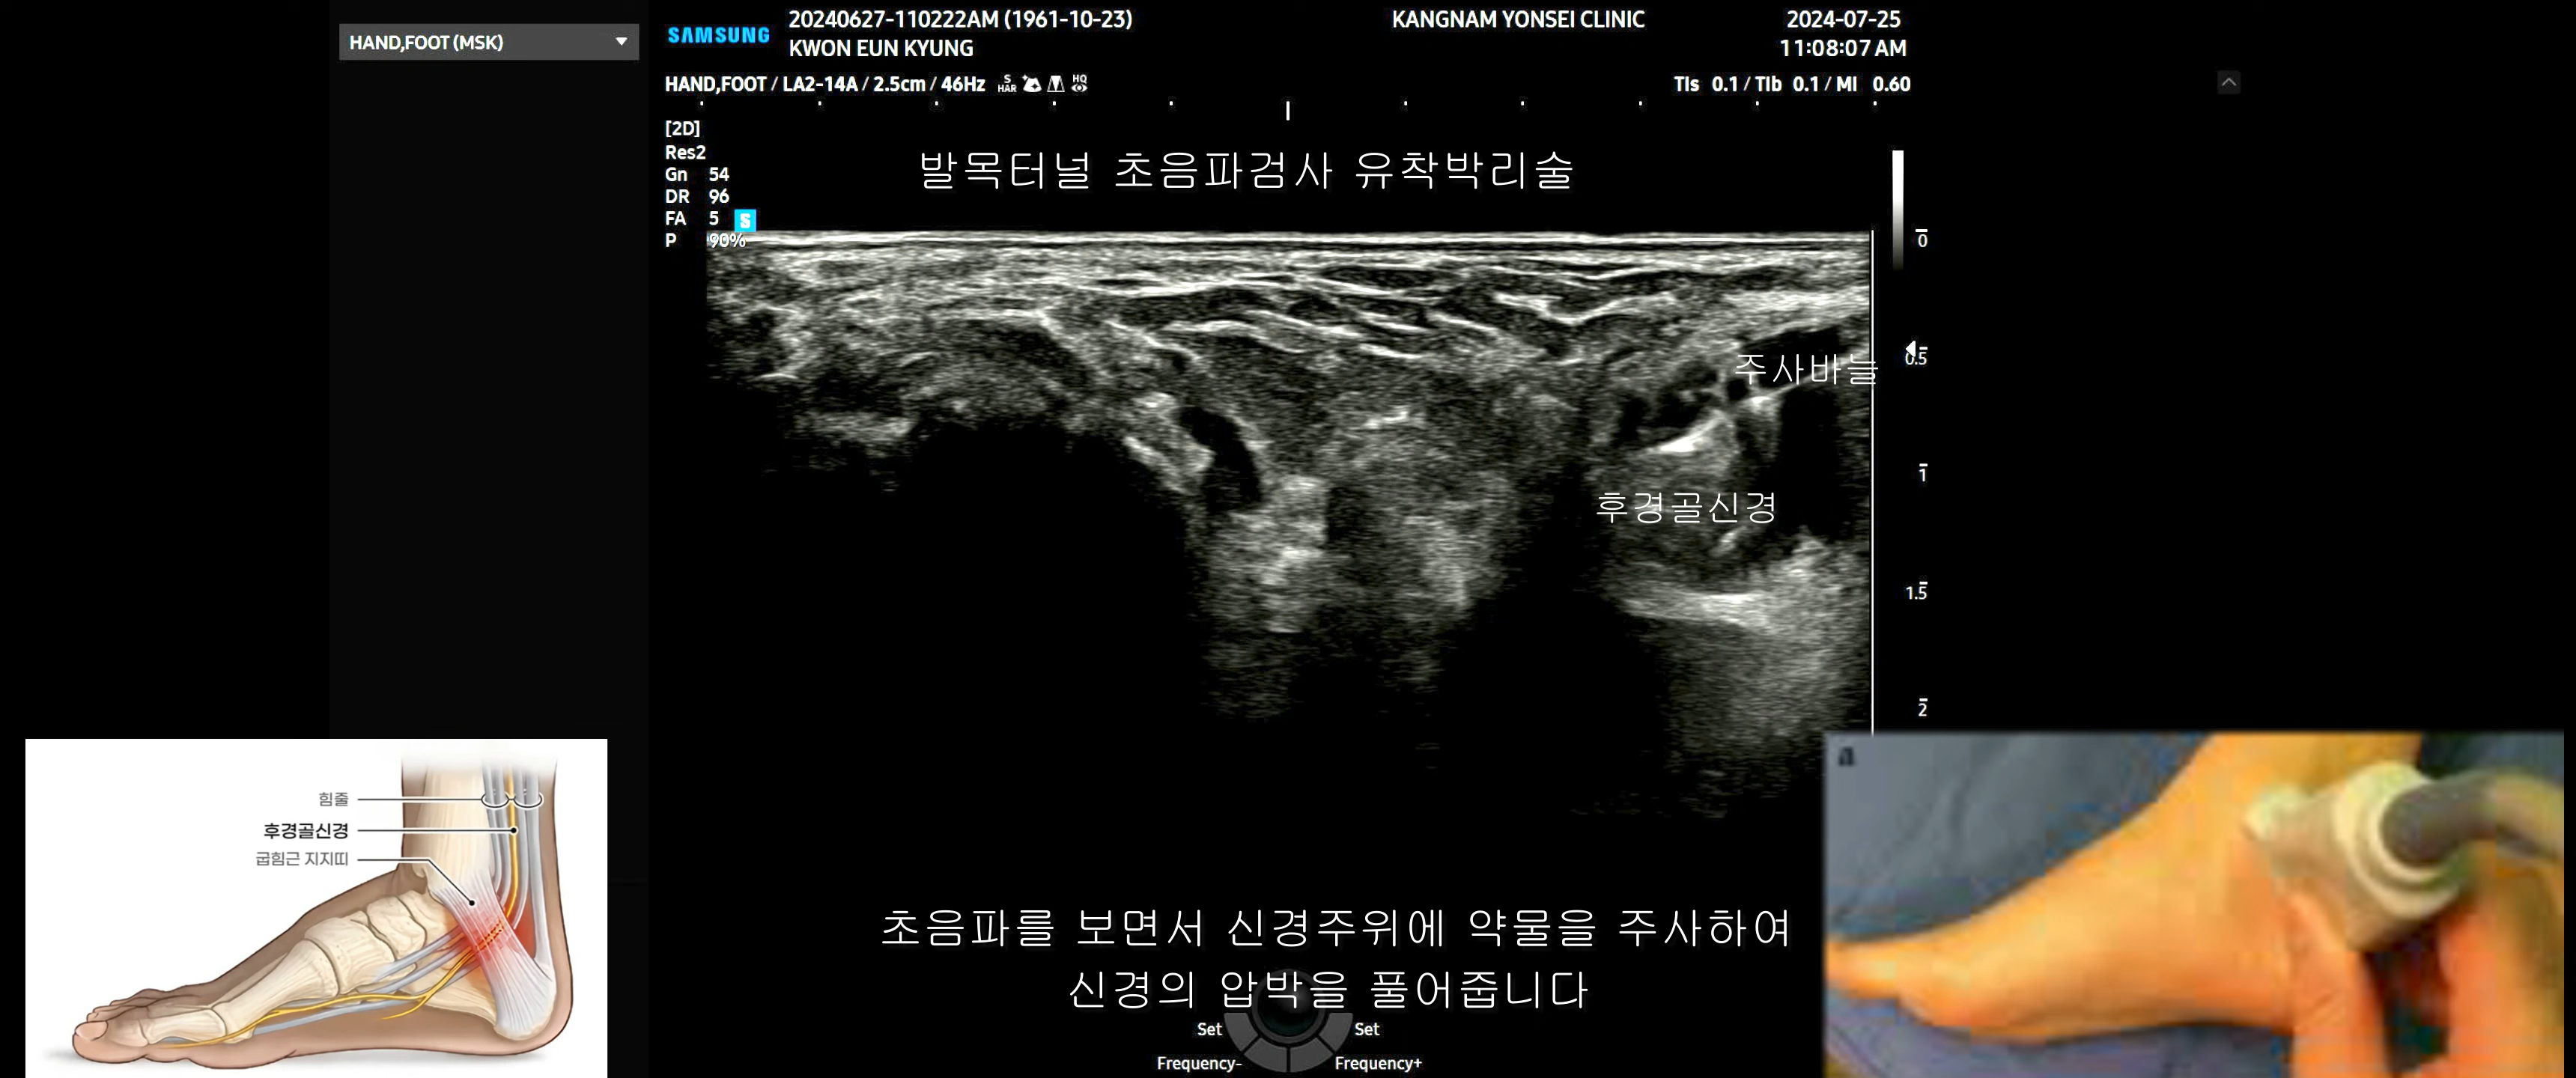 HAND,FOOT (MSK)
SAMSUNG
20240627-110222AM (1961-10-23)
KWON EUN KYUNG
KANGNAM YONSEI CLINIC
2024-07-25
11:08:07 AM
HAND,FOOT / LA2-14A / 2.5cm / 46Hz
S HAR
HQ
TIs 0.1 / TIb 0.1 / MI 0.60
[2D]
Res2
Gn 54
DR 96
FA 5
P 90%
S
발목터널 초음파검사 유착박리술
0
0.5
1
1.5
2
주사바늘
후경골신경
힘줄
후경골신경
굽힘근 지지띠
a
초음파를 보면서 신경주위에 약물을 주사하여
신경의 압박을 풀어줍니다
Set
Set
Frequency-
Frequency+